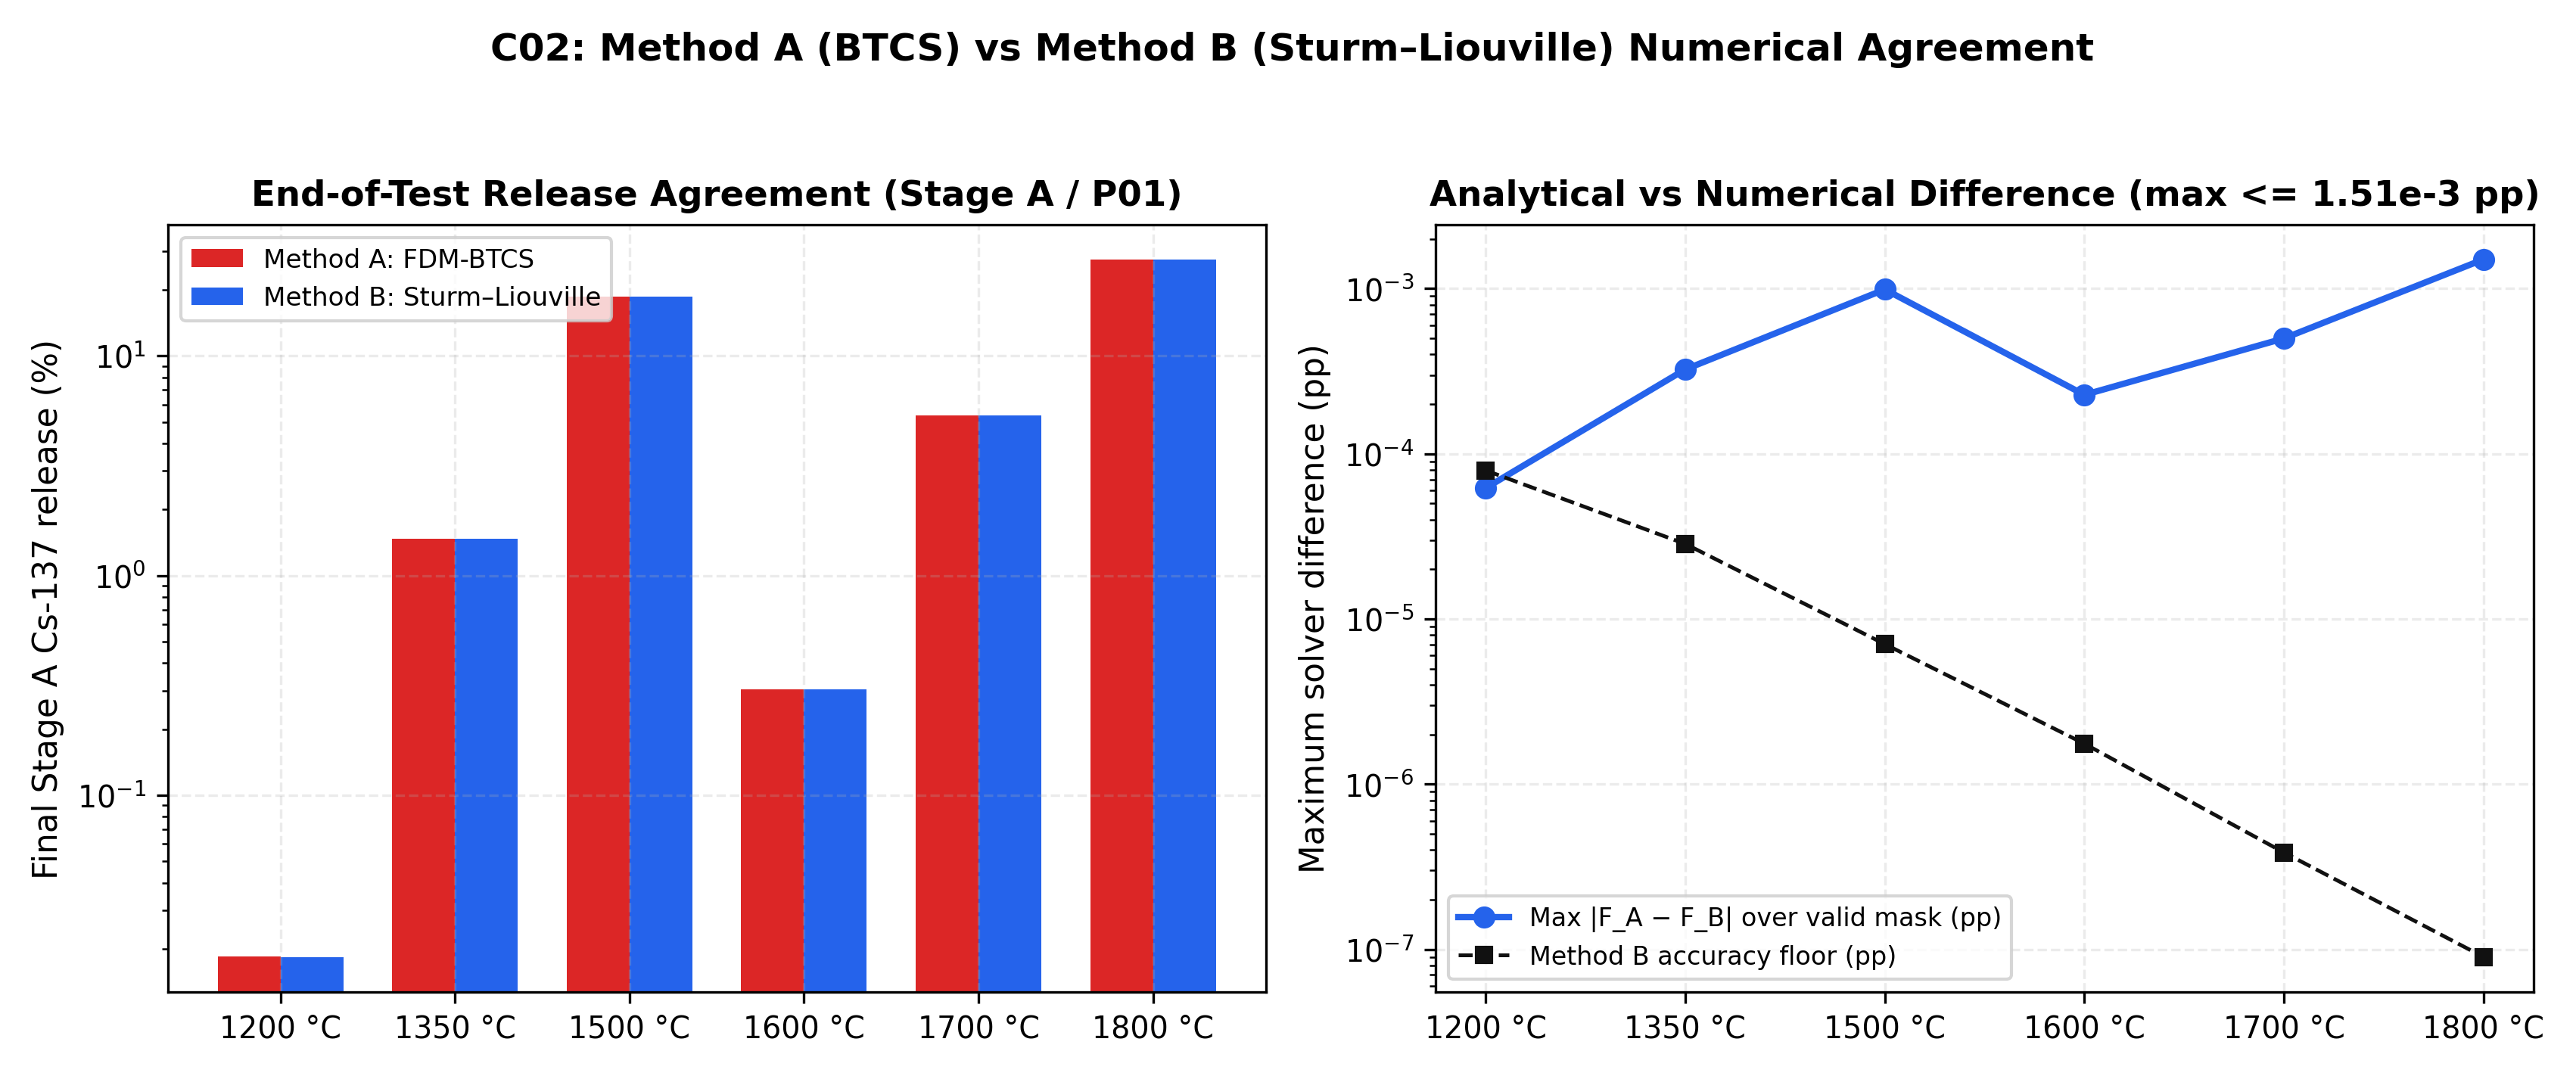 C02: Method A (BTCS) vs Method B (Sturm–Liouville) Numerical Agreement
End-of-Test Release Agreement (Stage A / P01)
Method A: FDM-BTCS
Method B: Sturm–Liouville
Final Stage A Cs-137 release (%)
10¹
10⁰
10⁻¹
1200 °C
1350 °C
1500 °C
1600 °C
1700 °C
1800 °C
Analytical vs Numerical Difference (max <= 1.51e-3 pp)
Maximum solver difference (pp)
10⁻³
10⁻⁴
10⁻⁵
10⁻⁶
10⁻⁷
Max |F_A − F_B| over valid mask (pp)
Method B accuracy floor (pp)
1200 °C
1350 °C
1500 °C
1600 °C
1700 °C
1800 °C